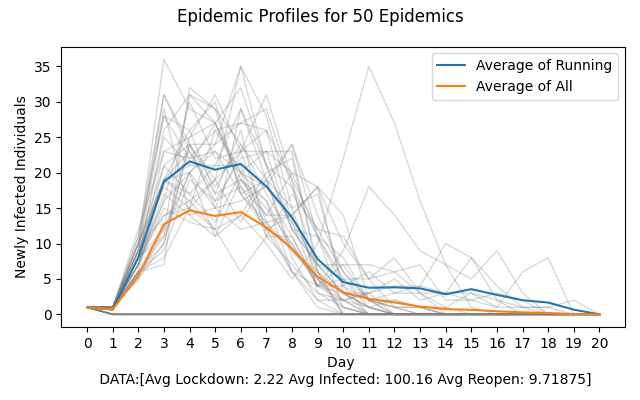 Epidemic Profiles for 50 Epidemics
Average of Running
Average of All
Newly Infected Individuals
35
30
25
20
15
10
5
0
0 1 2 3 4 5 6 7 8 9 10 11 12 13 14 15 16 17 18 19 20
Day
DATA:[Avg Lockdown: 2.22 Avg Infected: 100.16 Avg Reopen: 9.71875]